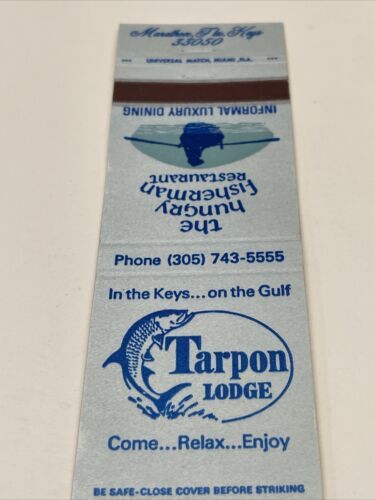 Marathon, Fla. Keys
33050
UNIVERSAL MATCH, MIAMI, FLA.
INFORMAL LUXURY DINING
the
hungry
fisherman
Restaurant
Phone (305) 743-5555
In the Keys...on the Gulf
Tarpon
LODGE
Come...Relax...Enjoy
BE SAFE-CLOSE COVER BEFORE STRIKING